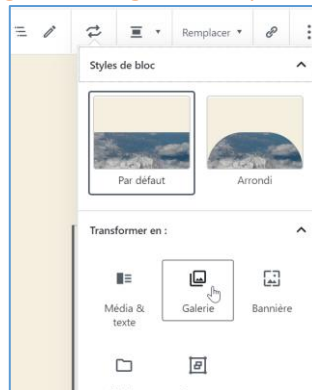 Remplacer
Styles de bloc
Par défaut
Arrondi
Transformer en :
Média & texte
Galerie
Bannière